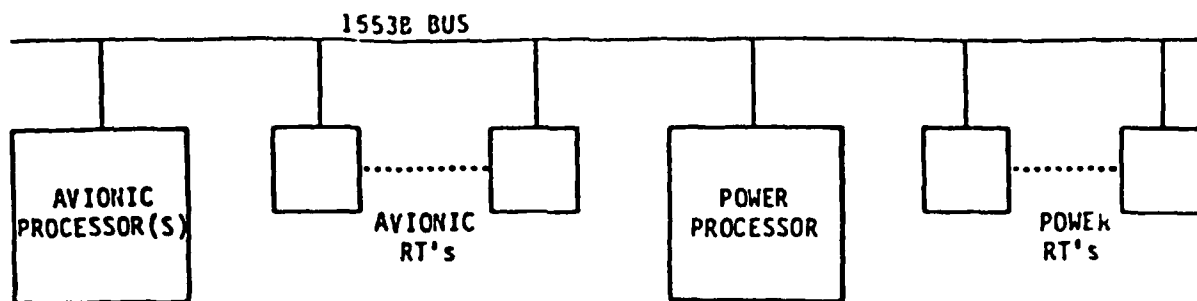 1553B BUS
AVIONIC
PROCESSOR(S)
AVIONIC
RT's
POWER
PROCESSOR
POWER
RT's